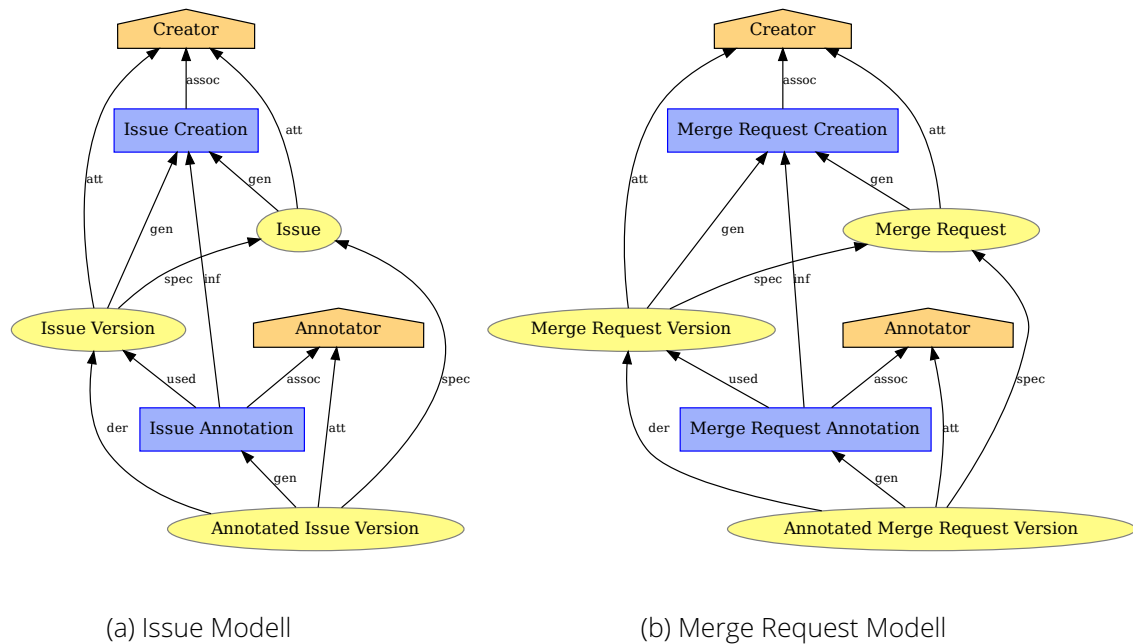 Creator
assoc
Issue Creation
att
att
gen
gen
Issue
spec
inf
Issue Version
Annotator
used
assoc
spec
Issue Annotation
der
att
gen
Annotated Issue Version
(a) Issue Modell
Creator
assoc
Merge Request Creation
att
att
gen
gen
Merge Request
spec
inf
Merge Request Version
Annotator
used
assoc
spec
Merge Request Annotation
der
att
gen
Annotated Merge Request Version
(b) Merge Request Modell